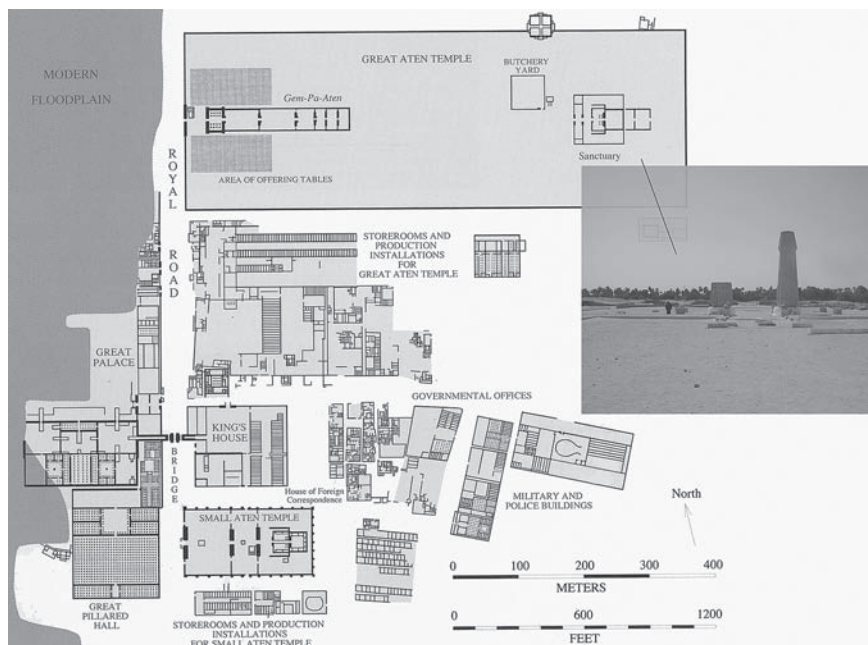 MODERN
FLOODPLAIN
GREAT ATEN TEMPLE
BUTCHERY
YARD
Gem-Pa-Aten
Sanctuary
AREA OF OFFERING TABLES
ROYAL
ROAD
STOREROOMS AND
PRODUCTION
INSTALLATIONS
FOR
GREAT ATEN TEMPLE
GREAT
PALACE
GOVERNMENTAL OFFICES
KING'S
HOUSE
BRIDGE
House of Foreign
Correspondence
MILITARY AND
POLICE BUILDINGS
North
SMALL ATEN TEMPLE
0 100 200 300 400
METERS
GREAT
PILLARED
HALL
0 600 1200
FEET
STOREROOMS AND PRODUCTION
INSTALLATIONS
FOR SMALL ATEN TEMPLE